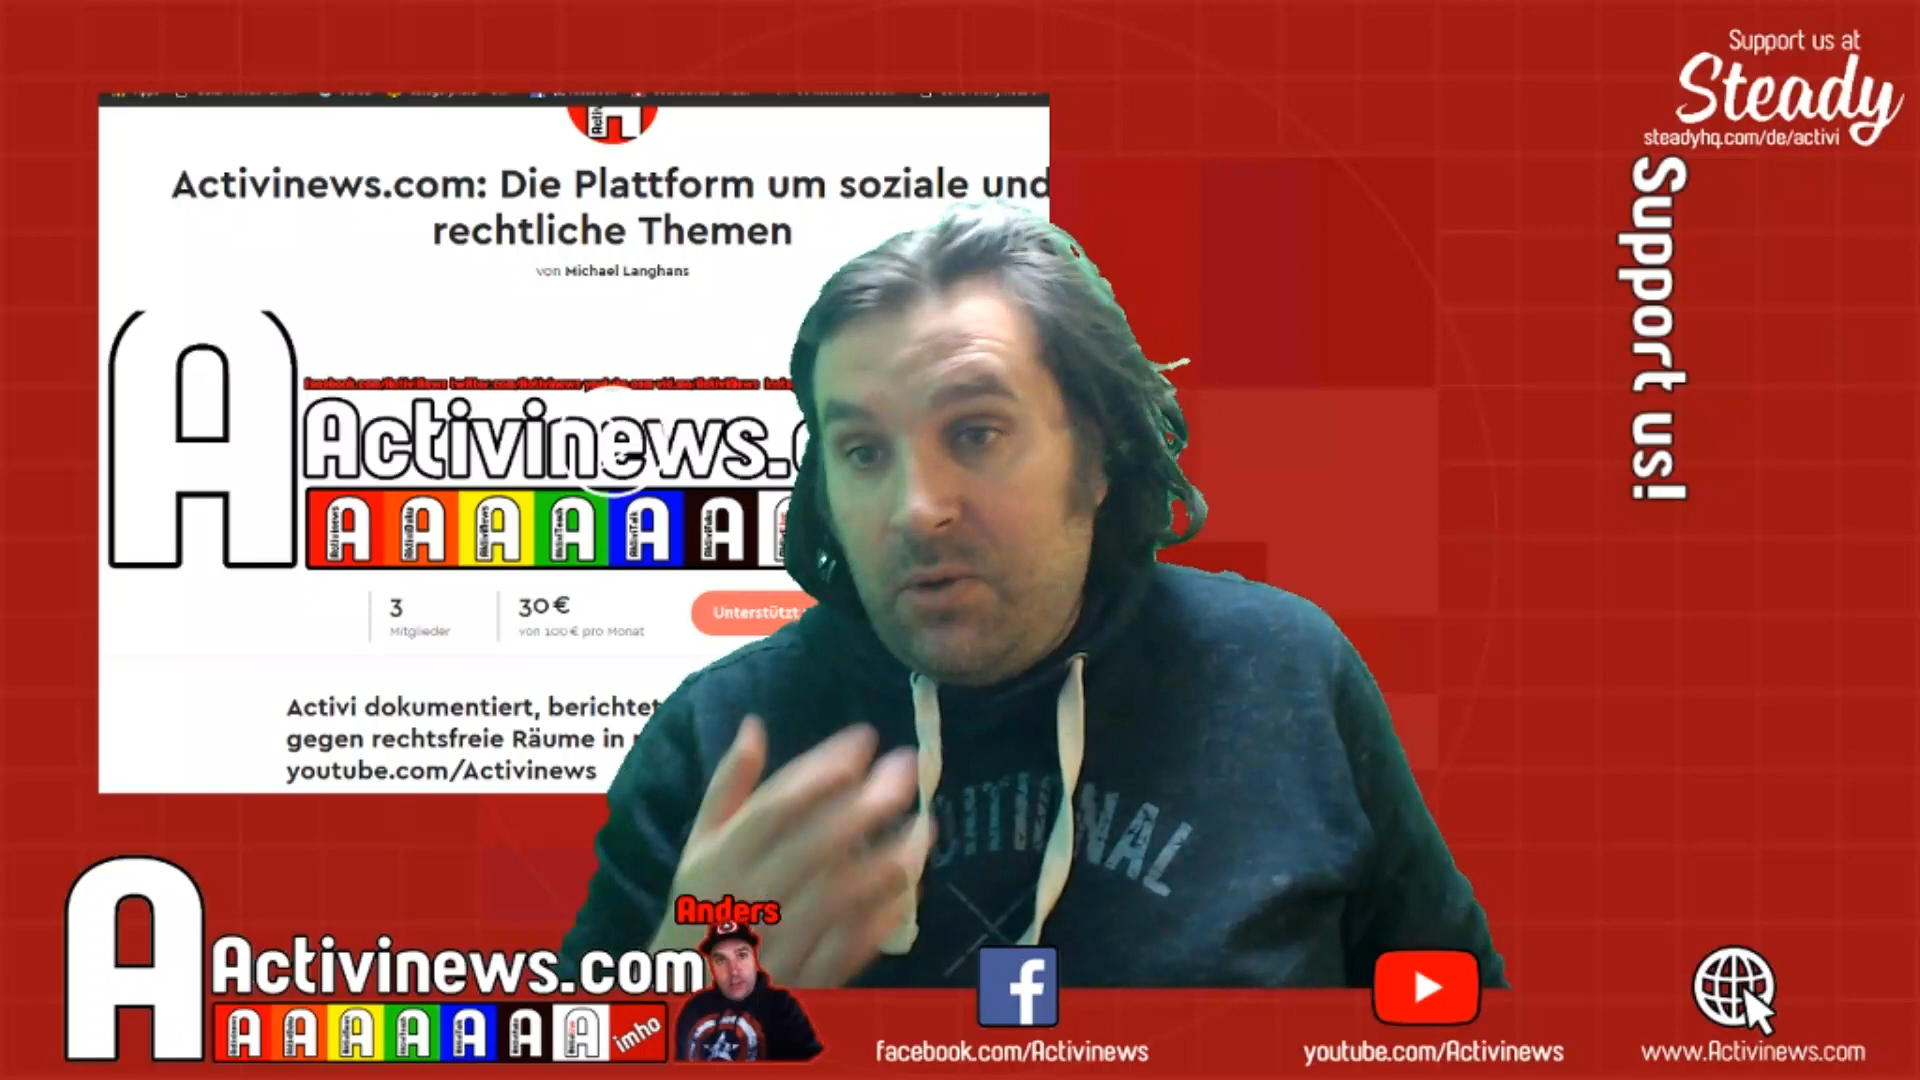 Support us at
Steady
steadyhq.com/de/activi
Support us!
Activinews.com: Die Plattform um soziale und
rechtliche Themen
von Michael Langhans
Activinews.
A A A A A A
3
Mitglieder
30 €
von 100 € pro Monat
Unterstützt
Activi dokumentiert, berichtet
gegen rechtsfreie Räume in
youtube.com/Activinews
DITIONAL
Anders
A Activinews.com
A A A A A A A imho
facebook.com/Activinews
youtube.com/Activinews
www.Activinews.com